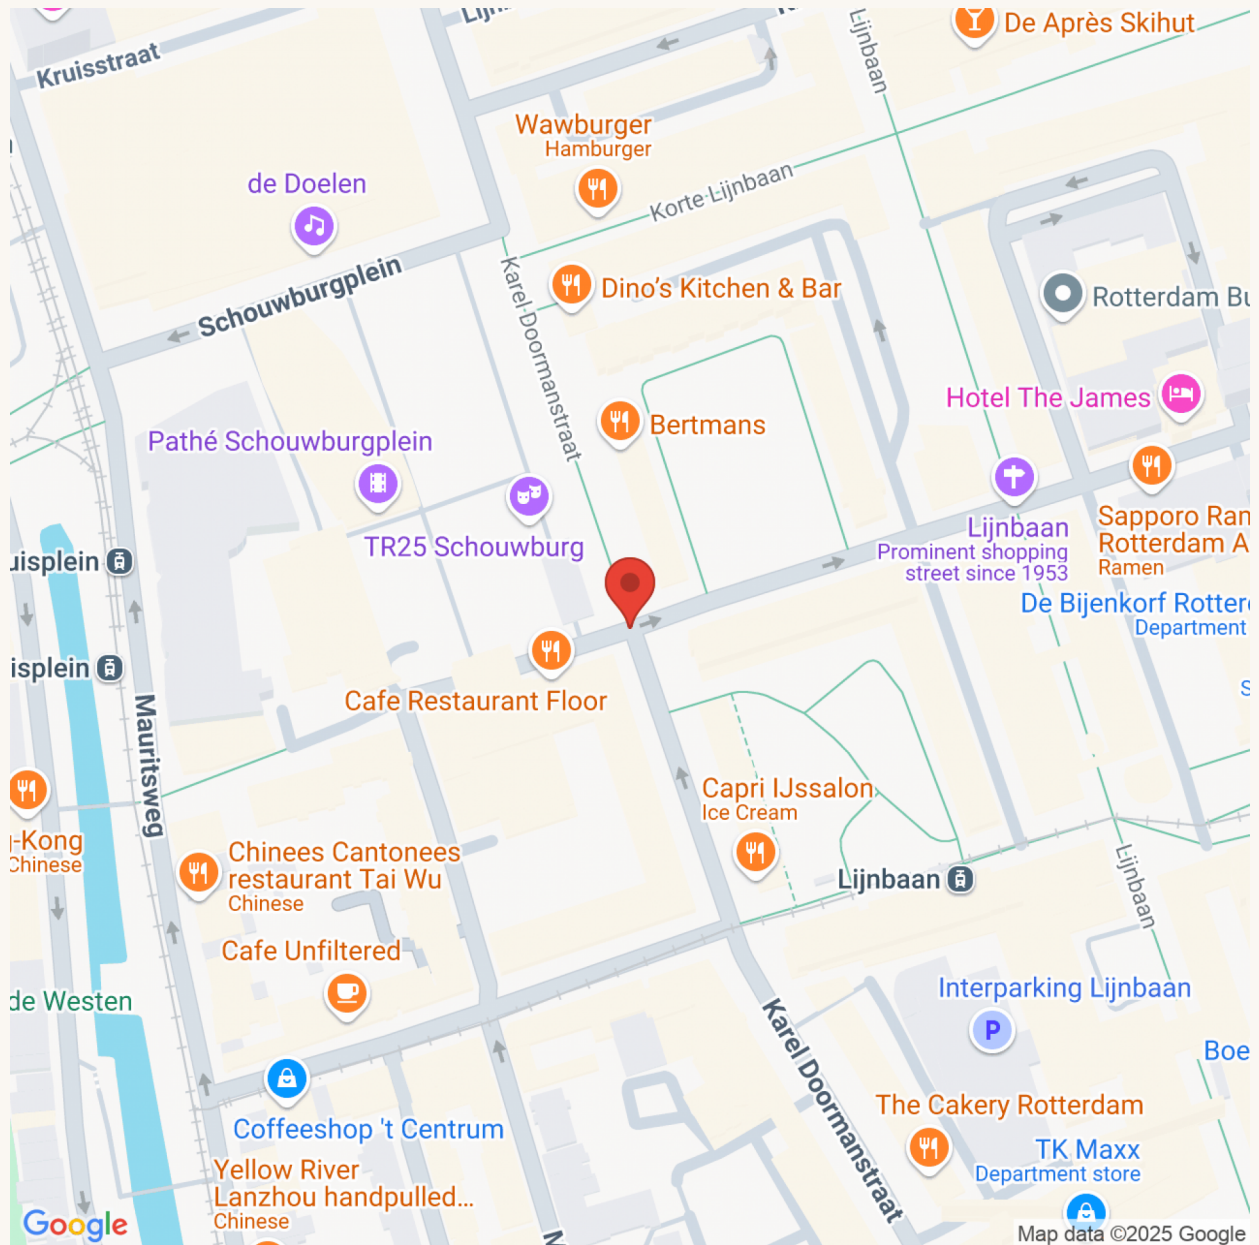 Lijn
De Après Skihut
Kruisstraat
Lijnbaan
Wawburger
Hamburger
de Doelen
Korte Lijnbaan
Schouwburgplein
Karel Doormanstraat
Dino's Kitchen & Bar
Rotterdam Bu
Hotel The James
Bertmans
Pathé Schouwburgplein
TR25 Schouwburg
Lijnbaan
Prominent shopping
street since 1953
Sapporo Ran
Rotterdam A
Ramen
uisplein
De Bijenkorf Rotterd
Department
isplein
S
Cafe Restaurant Floor
Mauritsweg
Capri IJssalon
Ice Cream
g-Kong
Chinese
Chinees Cantonees
restaurant Tai Wu
Chinese
Lijnbaan
Lijnbaan
Cafe Unfiltered
de Westen
Interparking Lijnbaan
P
Karel Doormanstraat
Boe
Coffeeshop 't Centrum
The Cakery Rotterdam
TK Maxx
Department store
Yellow River
Lanzhou handpulled...
Chinese
Google
M
Map data ©2025 Google